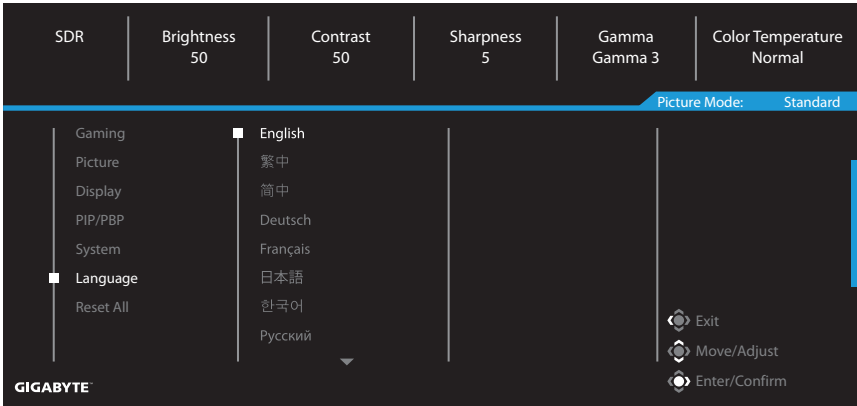 SDR Brightness Contrast Sharpness Gamma Color Temperature
50 50 5 Gamma 3 Normal
Picture Mode: Standard
Gaming English
Picture 繁中
Display 简中
PIP/PBP Deutsch
System Français
Language 日本語
Reset All 한국어
Русский
Exit
Move/Adjust
Enter/Confirm
GIGABYTE™